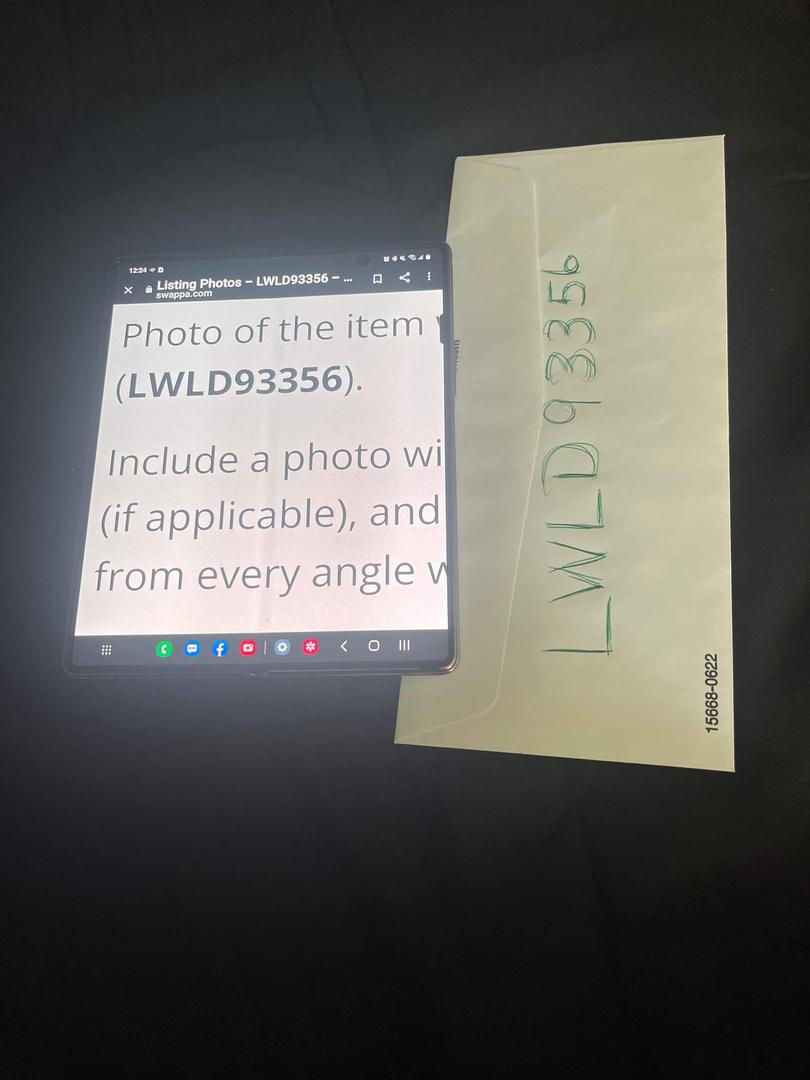 12:24
Listing Photos – LWLD93356 – ...
swappa.com
Photo of the item
(LWLD93356).
Include a photo wi
(if applicable), and
from every angle w
LWLD93356
15668-0622